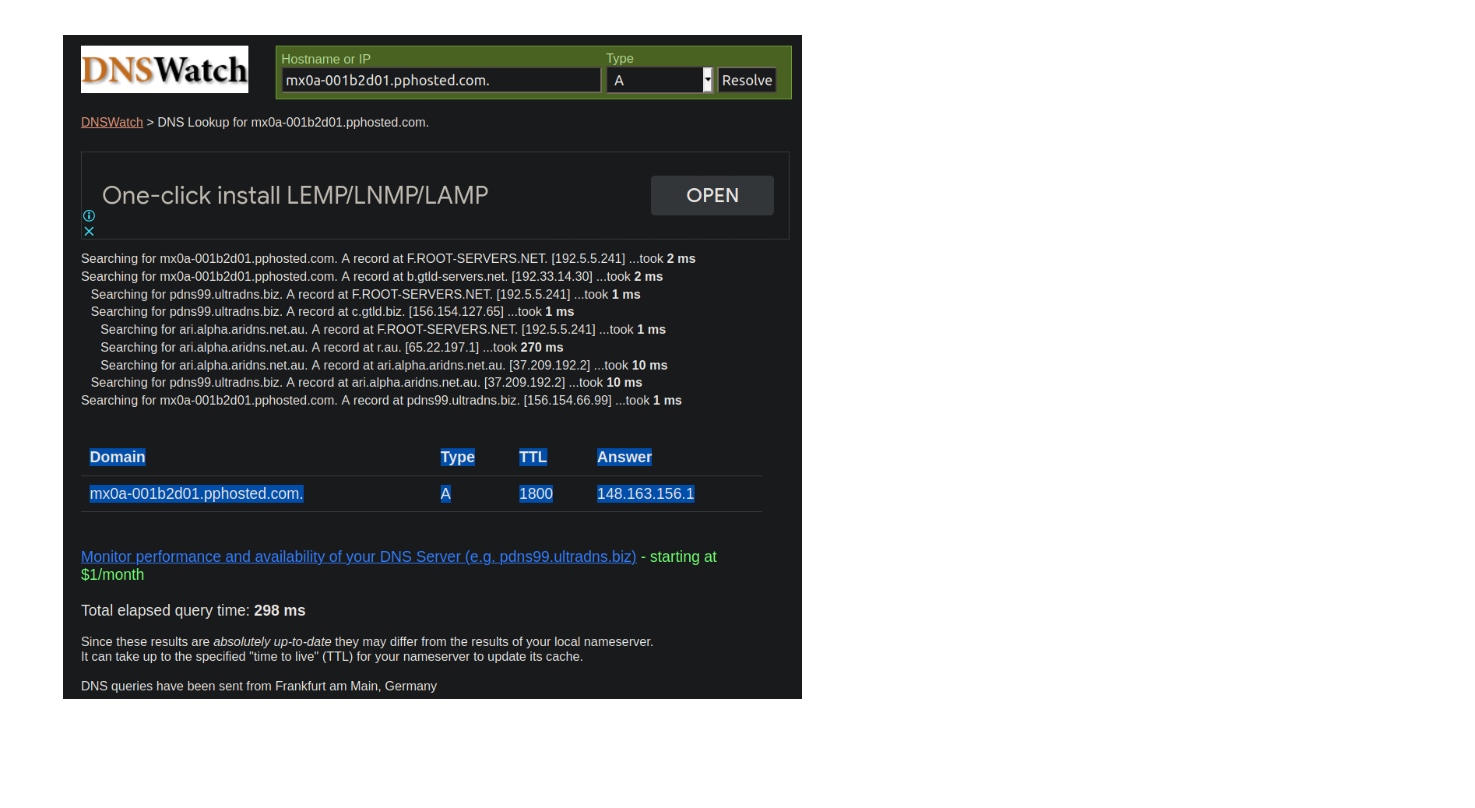 DNSWatch
Hostname or IP
Type
mx0a-001b2d01.pphosted.com.
A
Resolve
DNSWatch > DNS Lookup for mx0a-001b2d01.pphosted.com.
One-click install LEMP/LNMP/LAMP
OPEN
Searching for mx0a-001b2d01.pphosted.com. A record at F.ROOT-SERVERS.NET. [192.5.5.241] ...took 2 ms
Searching for mx0a-001b2d01.pphosted.com. A record at b.gtld-servers.net. [192.33.14.30] ...took 2 ms
Searching for pdns99.ultradns.biz. A record at F.ROOT-SERVERS.NET. [192.5.5.241] ...took 1 ms
Searching for pdns99.ultradns.biz. A record at c.gtld.biz. [156.154.127.65] ...took 1 ms
Searching for ari.alpha.aridns.net.au. A record at F.ROOT-SERVERS.NET. [192.5.5.241] ...took 1 ms
Searching for ari.alpha.aridns.net.au. A record at r.au. [65.22.197.1] ...took 270 ms
Searching for ari.alpha.aridns.net.au. A record at ari.alpha.aridns.net.au. [37.209.192.2] ...took 10 ms
Searching for pdns99.ultradns.biz. A record at ari.alpha.aridns.net.au. [37.209.192.2] ...took 10 ms
Searching for mx0a-001b2d01.pphosted.com. A record at pdns99.ultradns.biz. [156.154.66.99] ...took 1 ms
Domain Type TTL Answer
mx0a-001b2d01.pphosted.com. A 1800 148.163.156.1
Monitor performance and availability of your DNS Server (e.g. pdns99.ultradns.biz) - starting at
$1/month
Total elapsed query time: 298 ms
Since these results are absolutely up-to-date they may differ from the results of your local nameserver.
It can take up to the specified "time to live" (TTL) for your nameserver to update its cache.
DNS queries have been sent from Frankfurt am Main, Germany